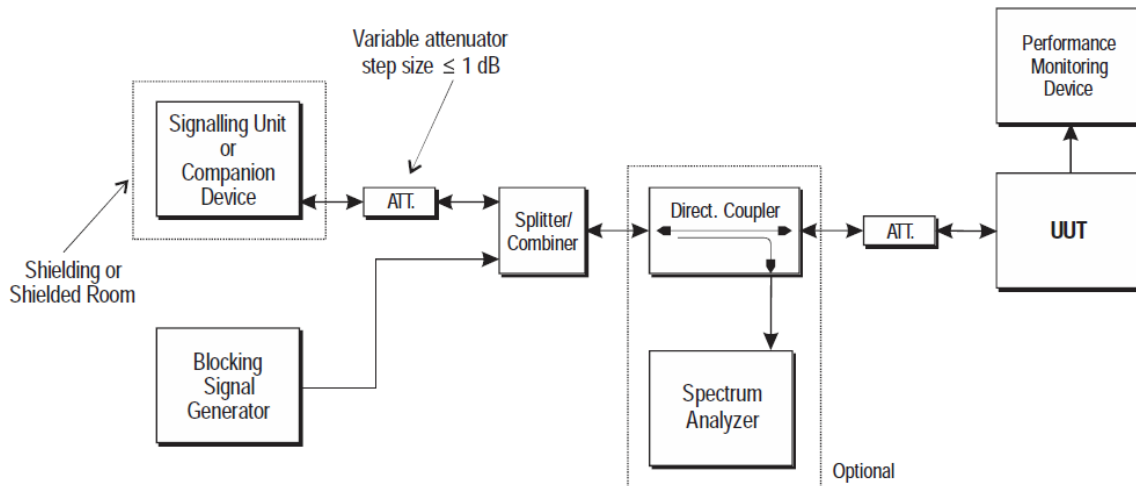 Variable attenuator
step size ≤ 1 dB
Performance
Monitoring
Device
Signalling Unit
or
Companion
Device
ATT.
Splitter/
Combiner
Direct. Coupler
ATT.
UUT
Shielding or
Shielded Room
Blocking
Signal
Generator
Spectrum
Analyzer
Optional